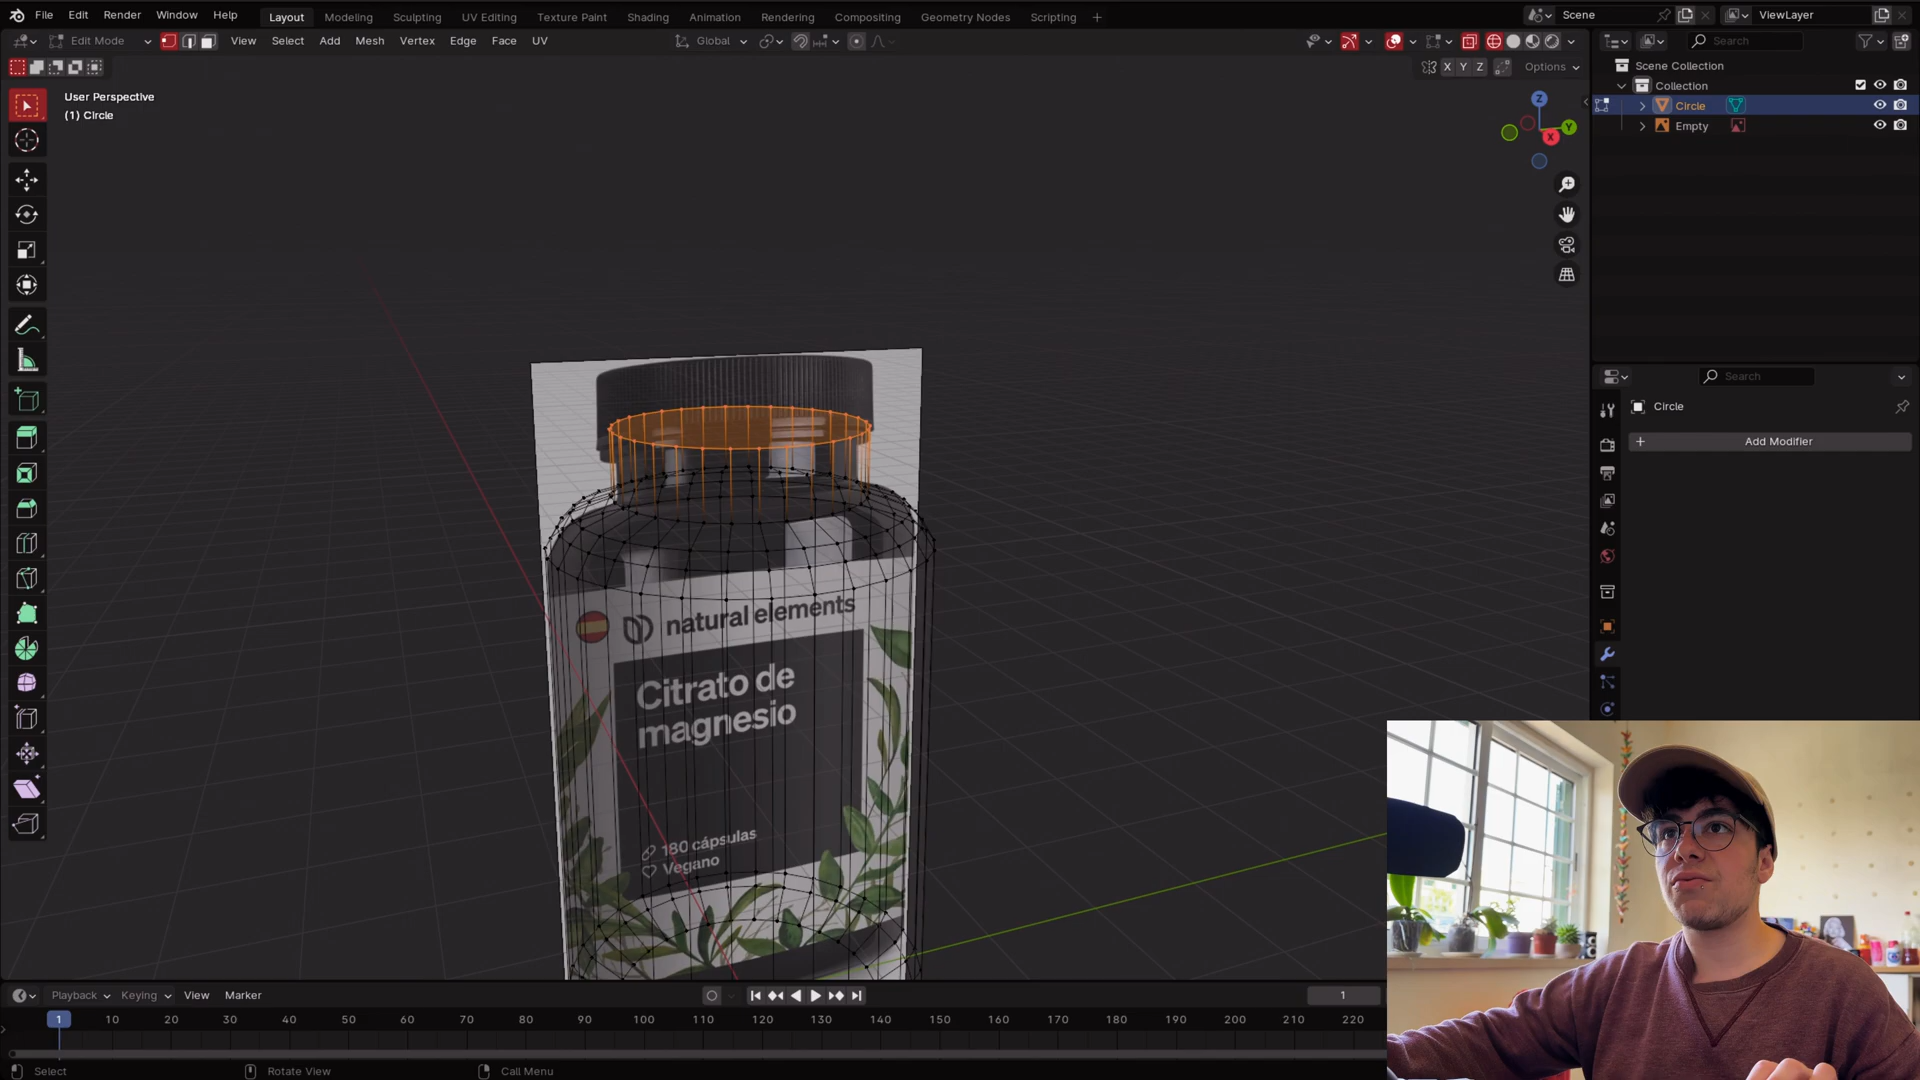 File Edit Render Window Help Layout Modeling Sculpting UV Editing Texture Paint Shading Animation Rendering Compositing Geometry Nodes Scripting + Scene ViewLayer
Edit Mode View Select Add Mesh Vertex Edge Face UV Global Search
X Y Z Options
Scene Collection
Collection
Circle
Empty
User Perspective
(1) Circle
Z
Y
X
Search
Circle
+ Add Modifier
natural elements
Citrato de
magnesio
180 cápsulas
Vegano
Playback Keying View Marker 1
1 10 20 30 40 50 60 70 80 90 100 110 120 130 140 150 160 170 180 190 200 210 220
Select Rotate View Call Menu